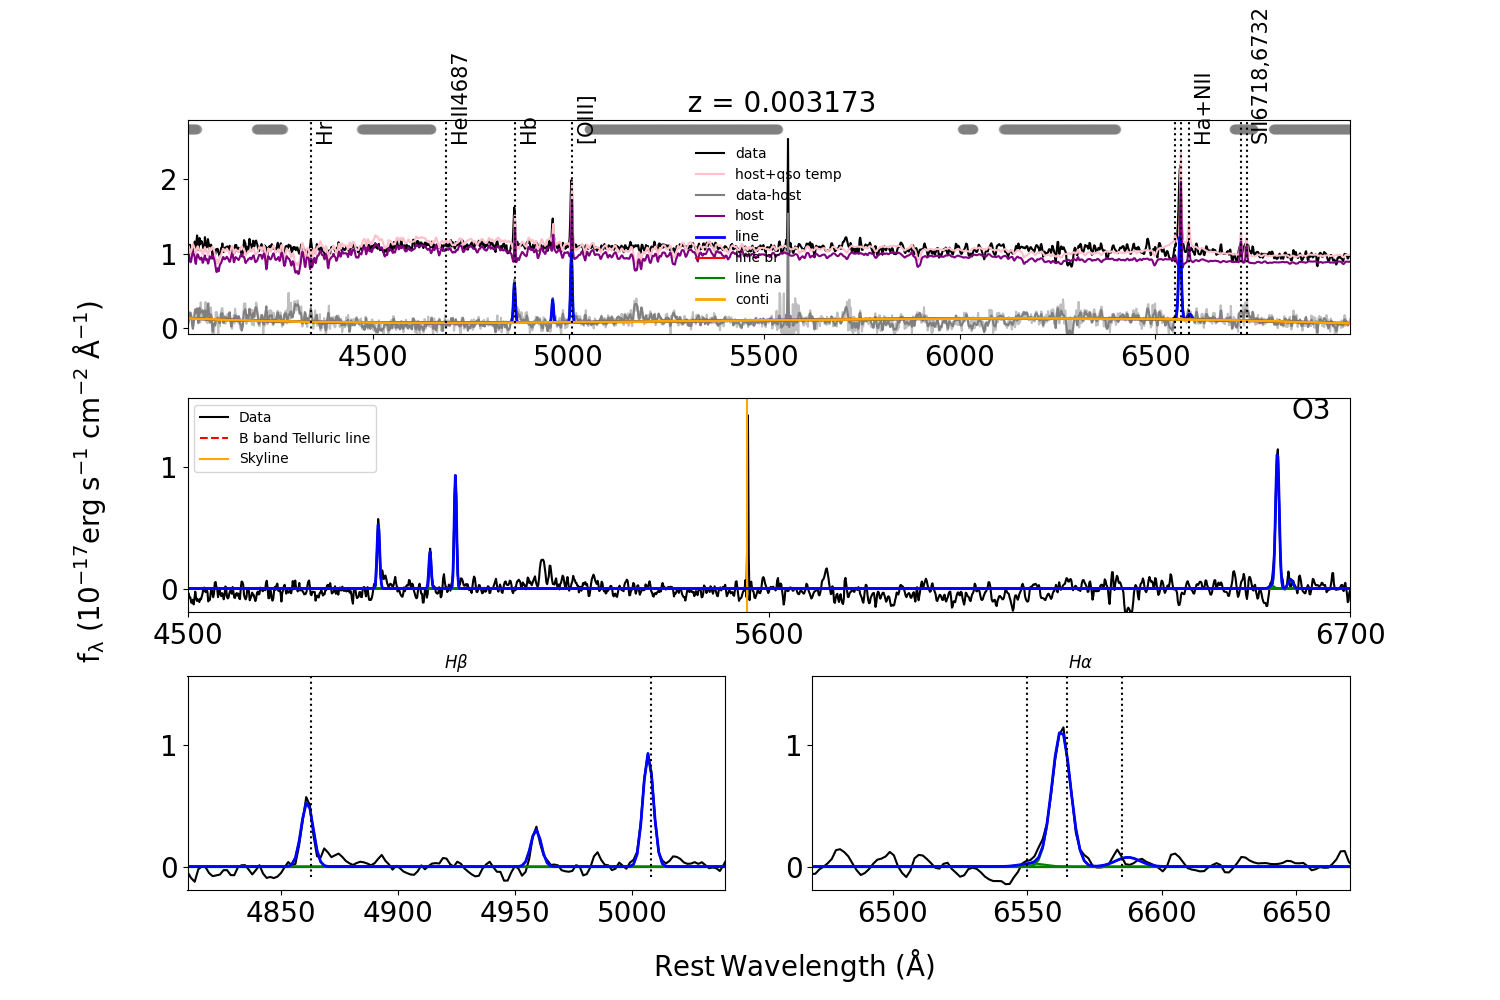 z = 0.003173
Hr
HeII4687
Hb
[OIII]
Ha+NII
SII6718,6732
data
host+qso temp
data-host
host
line
line br
line na
conti
2
1
0
4500
5000
5500
6000
6500
O3
Data
B band Telluric line
Skyline
1
0
4500
5600
6700
fλ (10⁻¹⁷erg s⁻¹ cm⁻² Å⁻¹)
Hβ
1
0
4850
4900
4950
5000
Hα
1
0
6500
6550
6600
6650
Rest Wavelength (Å)